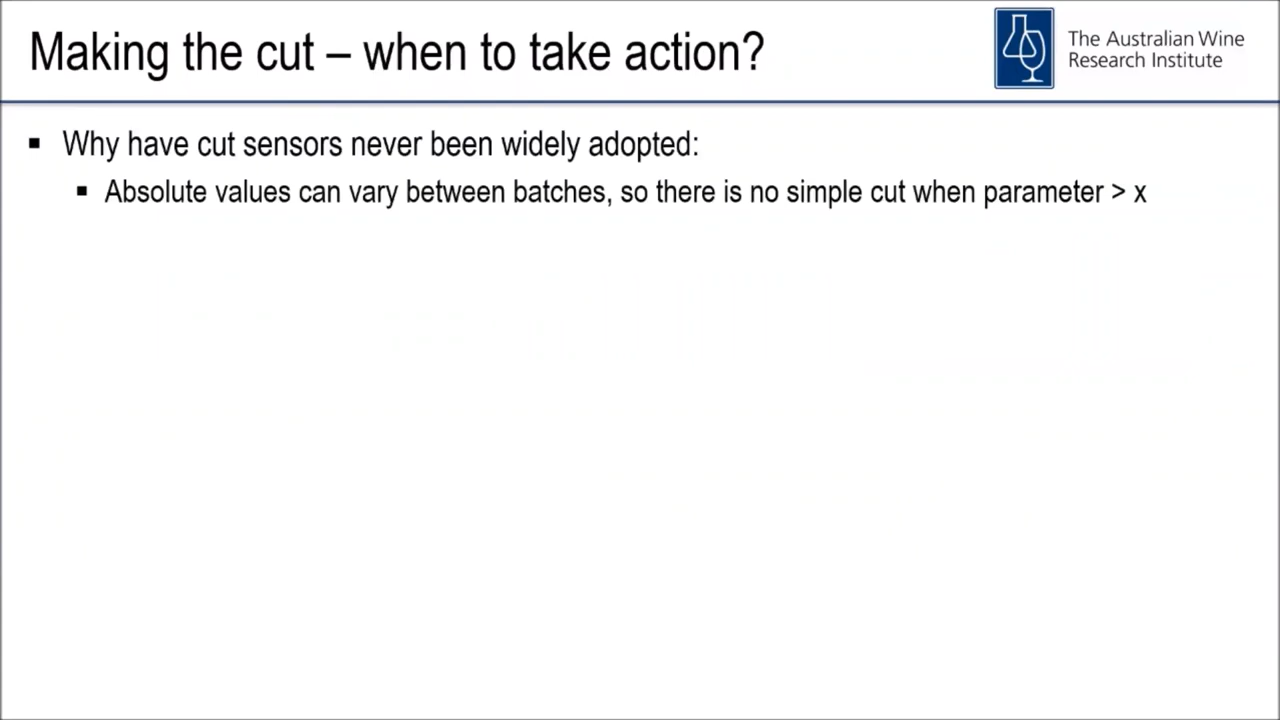 Making the cut – when to take action?
The Australian Wine
Research Institute
▪ Why have cut sensors never been widely adopted:
▪ Absolute values can vary between batches, so there is no simple cut when parameter > x